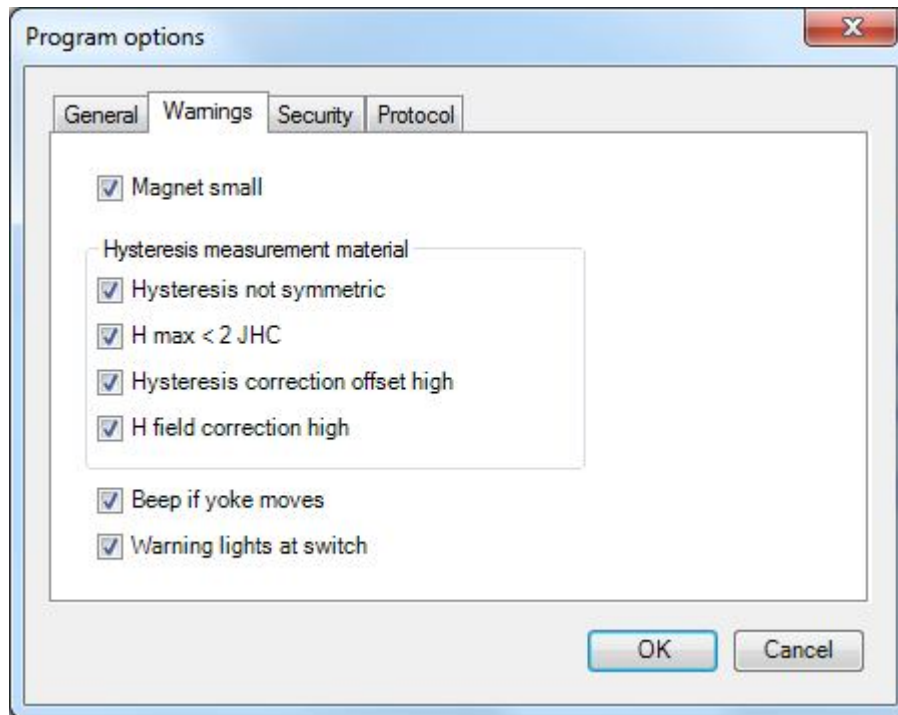 Program options
General Warnings Security Protocol
Magnet small
Hysteresis measurement material
Hysteresis not symmetric
H max < 2 JHC
Hysteresis correction offset high
H field correction high
Beep if yoke moves
Warning lights at switch
OK Cancel